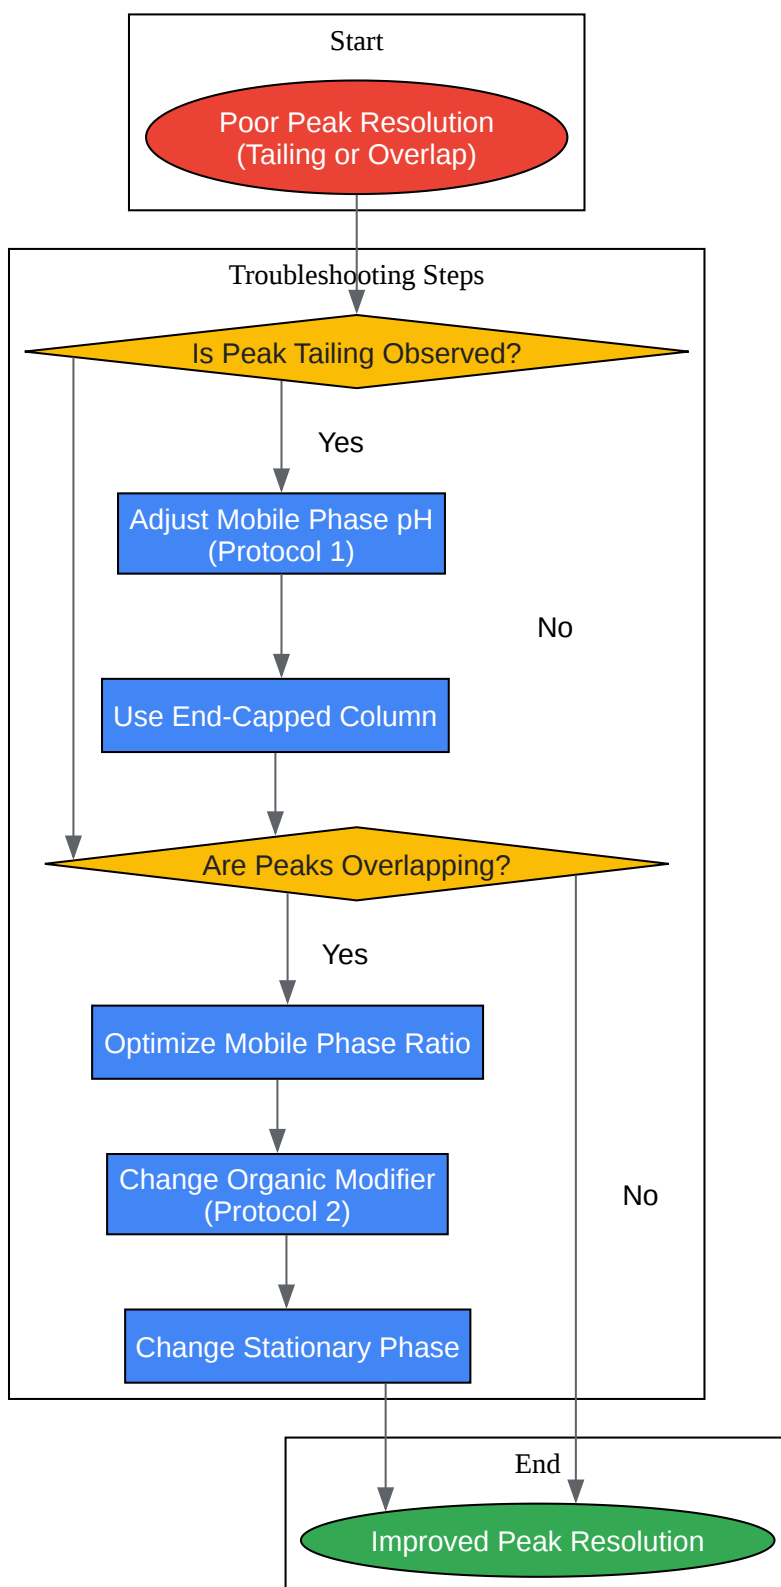 Start
Poor Peak Resolution
(Tailing or Overlap)
Troubleshooting Steps
Is Peak Tailing Observed?
Yes
Adjust Mobile Phase pH
(Protocol 1)
No
Use End-Capped Column
Are Peaks Overlapping?
Yes
Optimize Mobile Phase Ratio
Change Organic Modifier
(Protocol 2)
No
Change Stationary Phase
End
Improved Peak Resolution